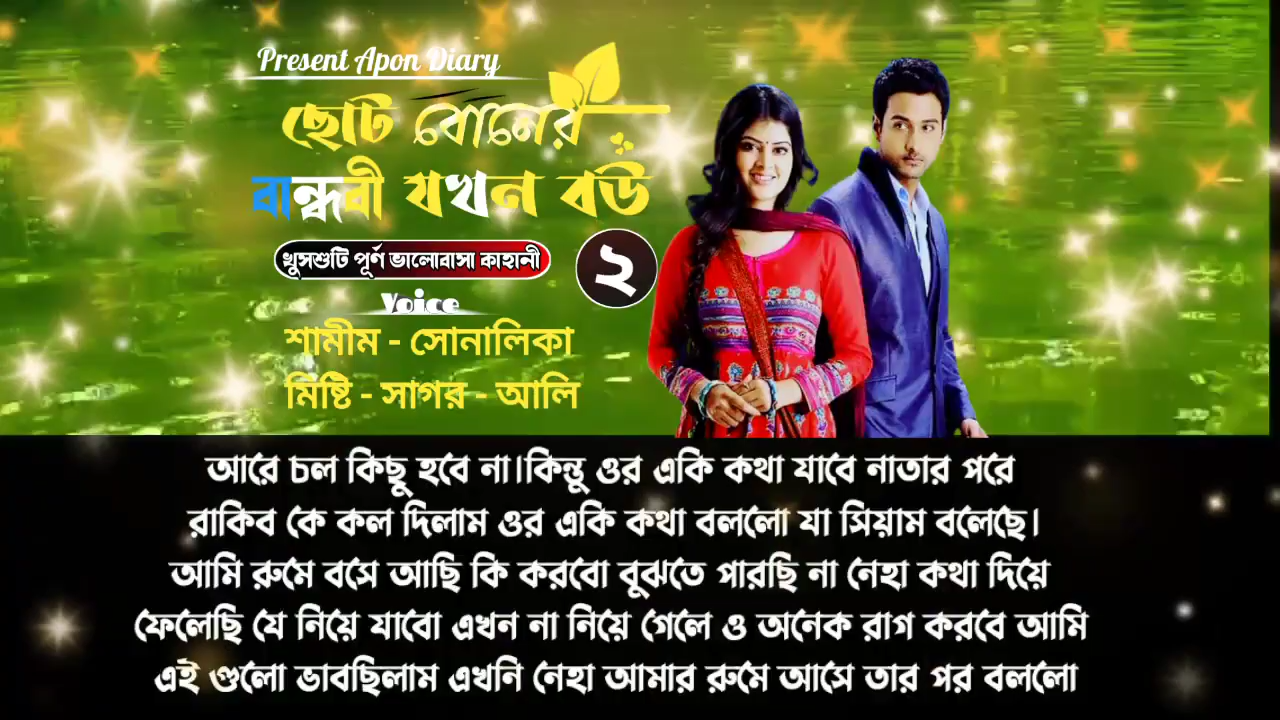 Present Apon Diary
ছোট বোনের
বান্ধবী যখন বউ
খুসশুটি পূর্ণ ভালোবাসা কাহানী
২
Voice
শামীম - সোনালিকা
মিষ্টি - সাগর - আলি
আরে চল কিছু হবে না।কিন্তু ওর একি কথা যাবে নাতার পরে
রাকিব কে কল দিলাম ওর একি কথা বললো যা সিয়াম বলেছে।
আমি রুমে বসে আছি কি করবো বুঝতে পারছি না নেহা কথা দিয়ে
ফেলেছি যে নিয়ে যাবো এখন না নিয়ে গেলে ও অনেক রাগ করবে আমি
এই গুলো ভাবছিলাম এখনি নেহা আমার রুমে আসে তার পর বললো